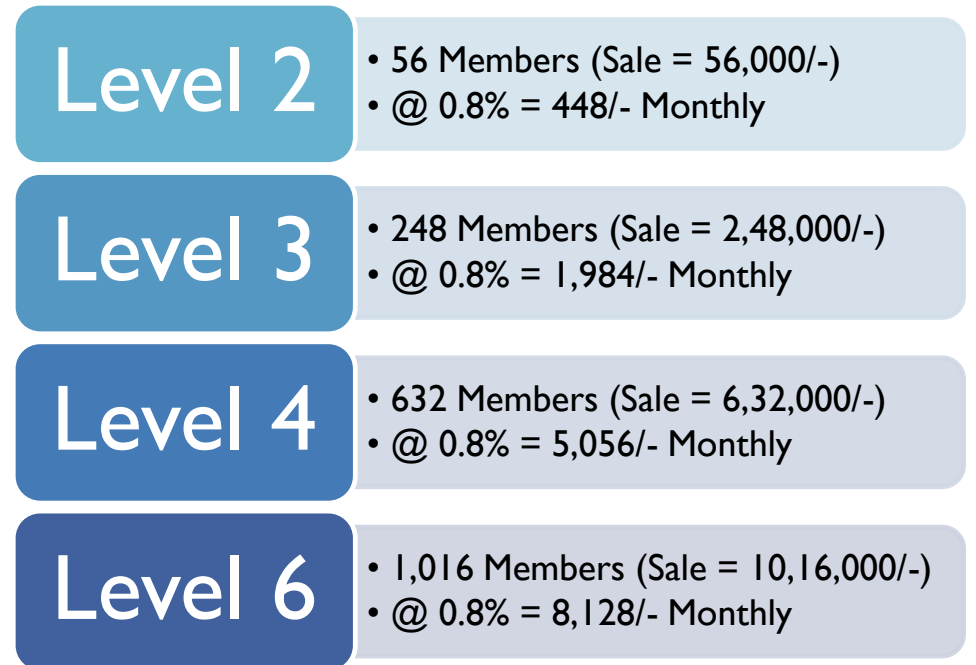 Level 2
• 56 Members (Sale = 56,000/-)
• @ 0.8% = 448/- Monthly
Level 3
• 248 Members (Sale = 2,48,000/-)
• @ 0.8% = 1,984/- Monthly
Level 4
• 632 Members (Sale = 6,32,000/-)
• @ 0.8% = 5,056/- Monthly
Level 6
• 1,016 Members (Sale = 10,16,000/-)
• @ 0.8% = 8,128/- Monthly